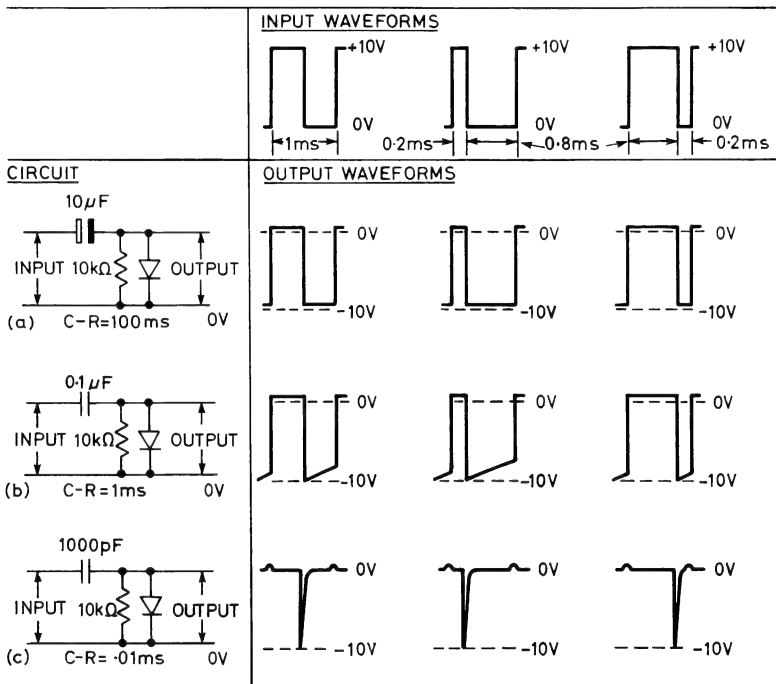 INPUT WAVEFORMS
+10V +10V +10V
0V 0V 0V
1ms 0·2ms 0·8ms 0·2ms
CIRCUIT OUTPUT WAVEFORMS
10μF
INPUT 10kΩ OUTPUT
(a) C-R=100ms 0V
0V 0V 0V
-10V -10V -10V
0·1μF
INPUT 10kΩ OUTPUT
(b) C-R=1ms 0V
0V 0V 0V
-10V -10V -10V
1000pF
INPUT 10kΩ OUTPUT
(c) C-R=·01ms 0V
0V 0V 0V
-10V -10V -10V